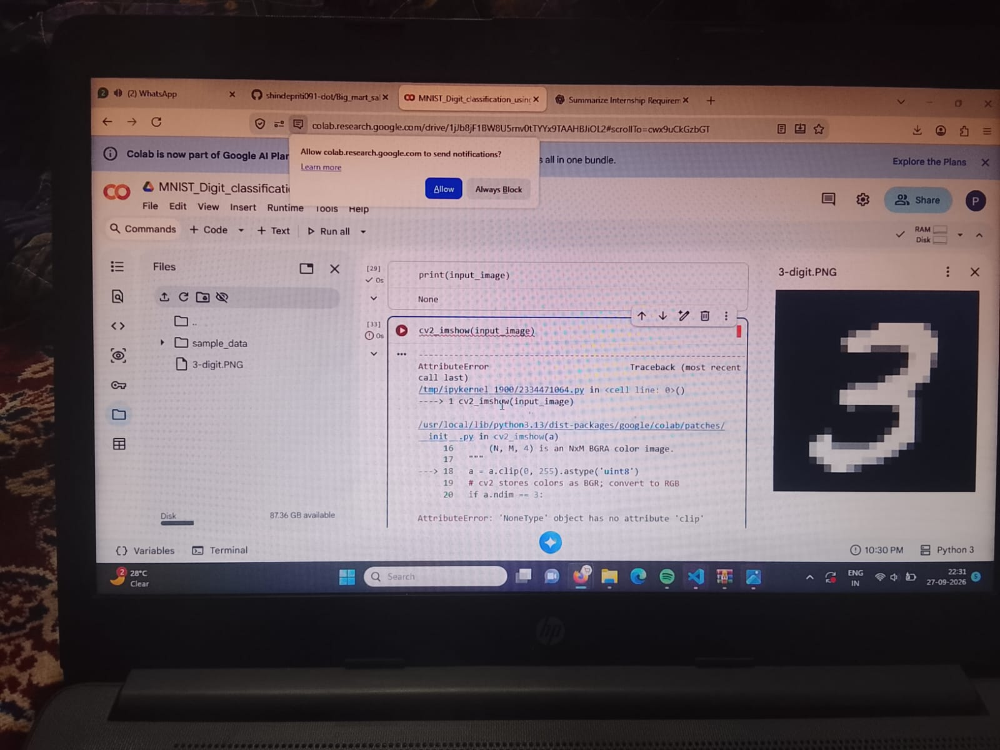 2
(2) WhatsApp
shindepriti091-dot/Big_mart_sal
MNIST_Digit_classification_using
Summarize Internship Requirem
colab.research.google.com/drive/1jJb8jF1BW8U5rnv0tTYYx9TAAHBJiOL2#scrollTo=cwx9uCkGzbGT
Colab is now part of Google AI Plan
s all in one bundle.
Explore the Plans
Allow colab.research.google.com to send notifications?
Learn more
Allow
Always Block
MNIST_Digit_classificati
File Edit View Insert Runtime Tools Help
Share
P
Commands + Code + Text Run all
RAM
Disk
Files
..
sample_data
3-digit.PNG
Disk
87.36 GB available
[29]
0s
print(input_image)
None
[33]
0s
cv2_imshow(input_image)
---------------------------------------------------------------------------
AttributeError Traceback (most recent
call last)
/tmp/ipykernel_1900/2334471064.py in <cell line: 0>()
----> 1 cv2_imshow(input_image)
/usr/local/lib/python3.13/dist-packages/google/colab/patches/
__init__.py in cv2_imshow(a)
16 (N, M, 4) is an NxM BGRA color image.
17 """
---> 18 a = a.clip(0, 255).astype('uint8')
19 # cv2 stores colors as BGR; convert to RGB
20 if a.ndim == 3:
AttributeError: 'NoneType' object has no attribute 'clip'
3-digit.PNG
3
Variables
Terminal
10:30 PM
Python 3
2
28°C
Clear
Search
ENG
IN
22:31
27-09-2026
5
hp